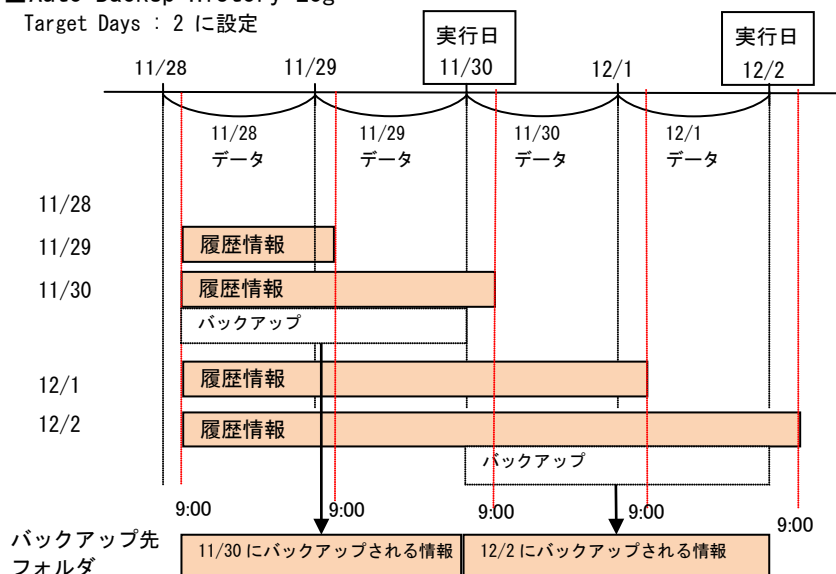 ■Auto Backup History Log
Target Days : 2 に設定
実行日
実行日
11/28
11/29
11/30
12/1
12/2
11/28
データ
11/29
データ
11/30
データ
12/1
データ
11/28
11/29
履歴情報
11/30
履歴情報
バックアップ
12/1
履歴情報
12/2
履歴情報
バックアップ
9:00
9:00
9:00
9:00
9:00
バックアップ先
フォルダ
11/30 にバックアップされる情報
12/2 にバックアップされる情報